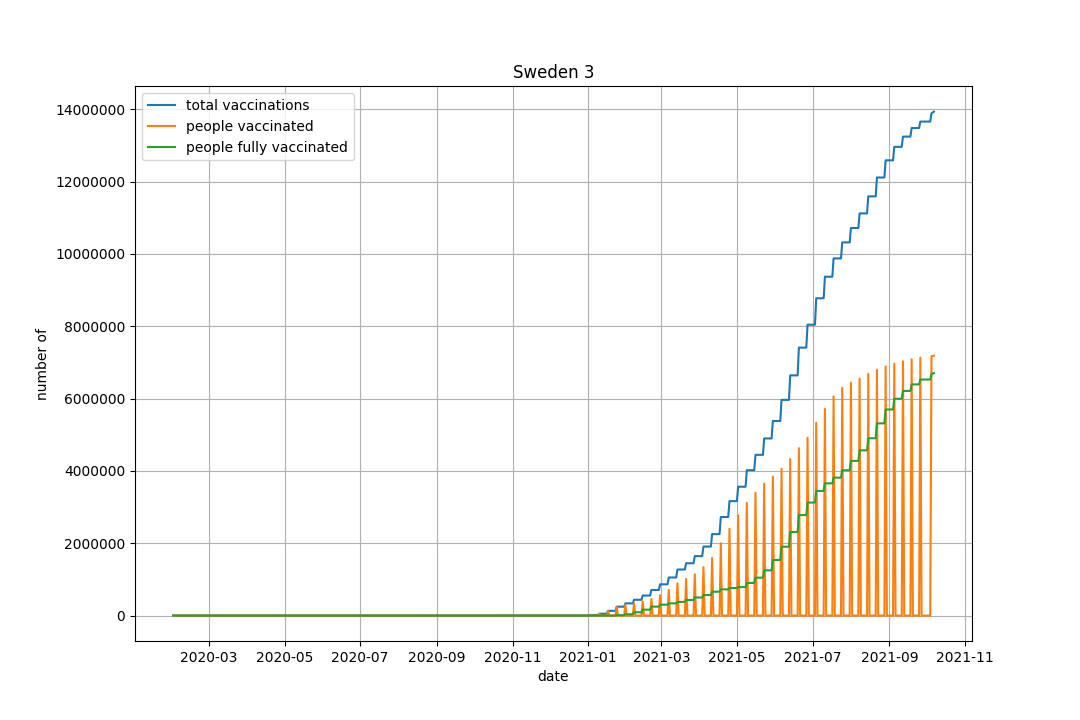 Sweden 3
total vaccinations
people vaccinated
people fully vaccinated
14000000
12000000
10000000
8000000
6000000
4000000
2000000
0
number of
2020-03 2020-05 2020-07 2020-09 2020-11 2021-01 2021-03 2021-05 2021-07 2021-09 2021-11
date